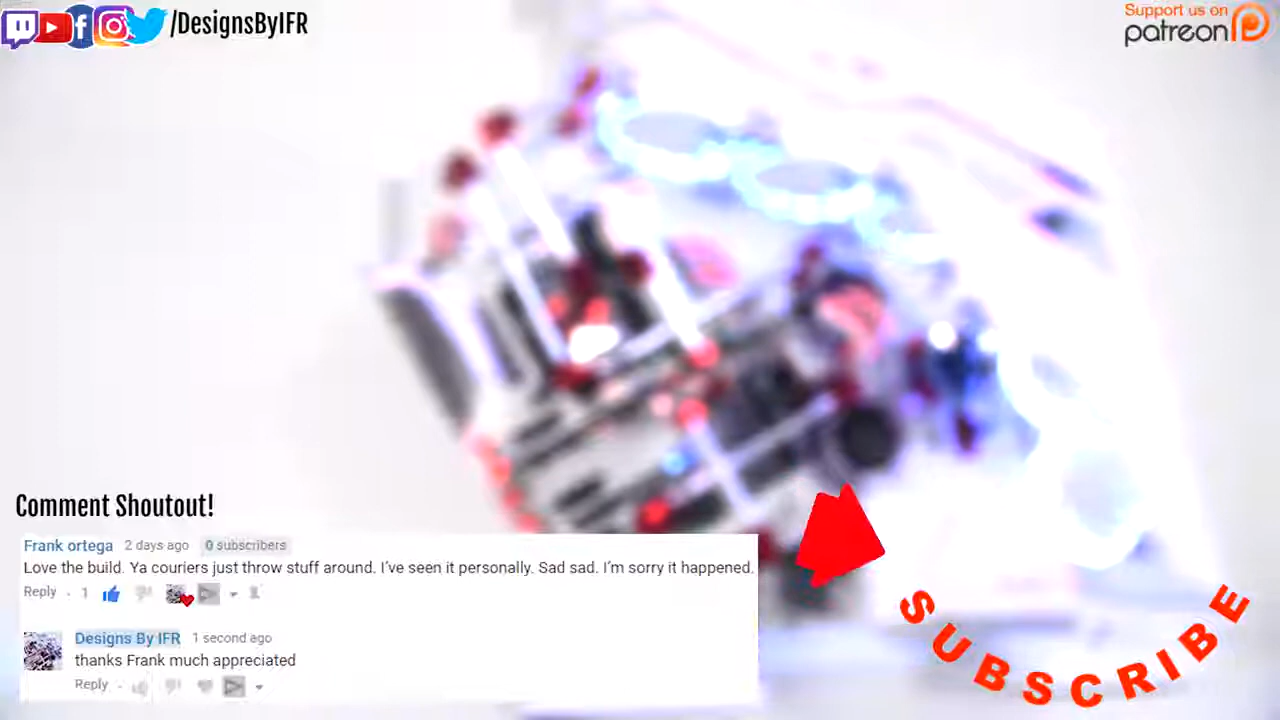 /DesignsByIFR
Support us on
patreon
Comment Shoutout!
Frank ortega 2 days ago 0 subscribers
Love the build. Ya couriers just throw stuff around. I've seen it personally. Sad sad. I'm sorry it happened.
Reply · 1
Designs By IFR 1 second ago
thanks Frank much appreciated
Reply ·
SUBSCRIBE